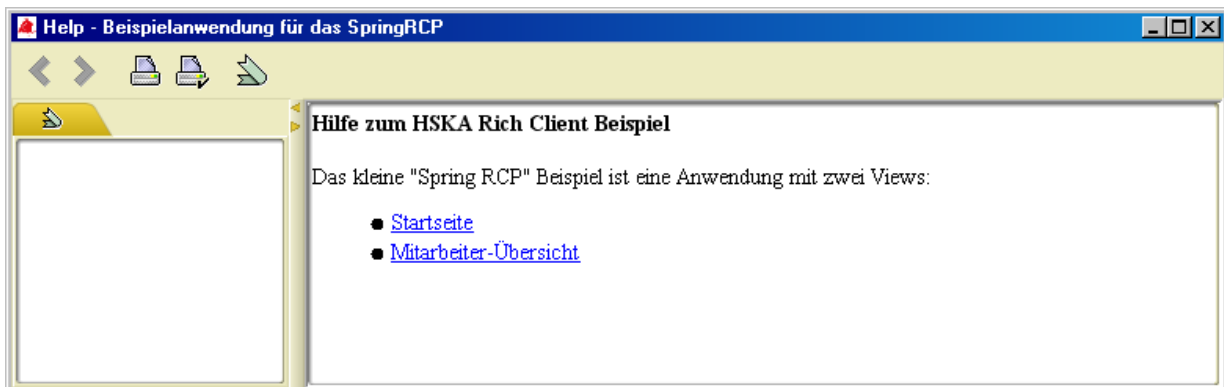 Help - Beispielanwendung für das SpringRCP
Hilfe zum HSKA Rich Client Beispiel
Das kleine "Spring RCP" Beispiel ist eine Anwendung mit zwei Views:
Startseite
Mitarbeiter-Übersicht